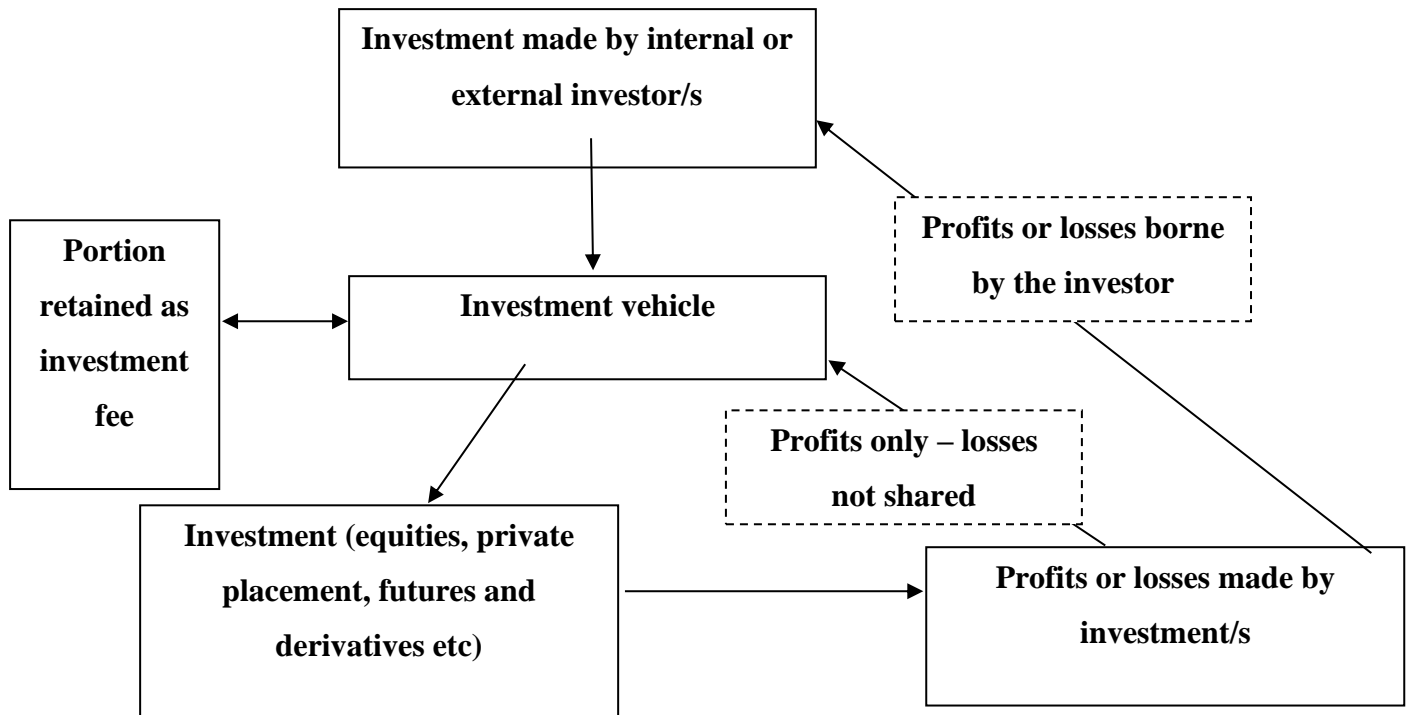 Investment made by internal or
external investor/s
Profits or losses borne
by the investor
Portion
retained as
investment
fee
Investment vehicle
Profits only – losses
not shared
Investment (equities, private
placement, futures and
derivatives etc)
Profits or losses made by
investment/s